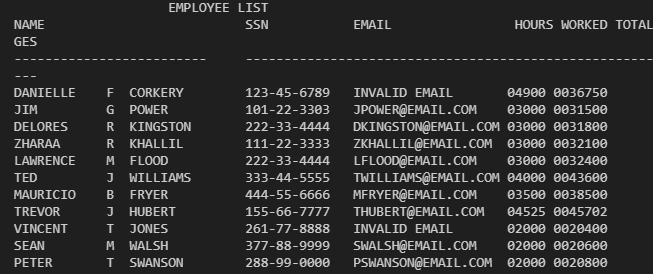 EMPLOYEE LIST
NAME SSN EMAIL HOURS WORKED TOTAL
GES
------------------------- -----------------------------------------------------
---
DANIELLE F CORKERY 123-45-6789 INVALID EMAIL 04900 0036750
JIM G POWER 101-22-3303 JPOWER@EMAIL.COM 03000 0031500
DELORES R KINGSTON 222-33-4444 DKINGSTON@EMAIL.COM 03000 0031800
ZHARAA R KHALLIL 111-22-3333 ZKHALLIL@EMAIL.COM 03000 0032100
LAWRENCE M FLOOD 222-33-4444 LFLOOD@EMAIL.COM 03000 0032400
TED J WILLIAMS 333-44-5555 TWILLIAMS@EMAIL.COM 04000 0043600
MAURICIO B FRYER 444-55-6666 MFRYER@EMAIL.COM 03500 0038500
TREVOR J HUBERT 155-66-7777 THUBERT@EMAIL.COM 04525 0045702
VINCENT T JONES 261-77-8888 INVALID EMAIL 02000 0020400
SEAN M WALSH 377-88-9999 SWALSH@EMAIL.COM 02000 0020600
PETER T SWANSON 288-99-0000 PSWANSON@EMAIL.COM 02000 0020800